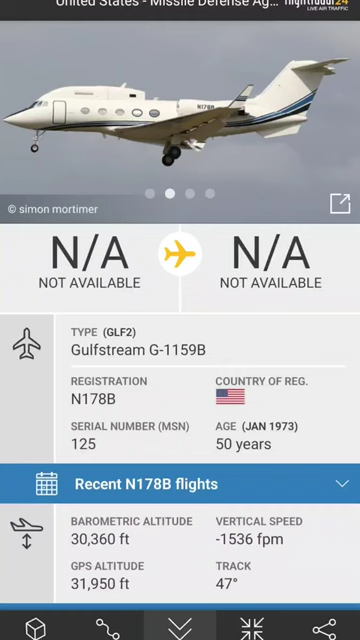 United States - Missile Defense Ag...
flightradar24
LIVE AIR TRAFFIC
N178B
© simon mortimer
N/A
NOT AVAILABLE
N/A
NOT AVAILABLE
TYPE (GLF2)
Gulfstream G-1159B
REGISTRATION
N178B
COUNTRY OF REG.
SERIAL NUMBER (MSN)
125
AGE (JAN 1973)
50 years
Recent N178B flights
BAROMETRIC ALTITUDE
30,360 ft
VERTICAL SPEED
-1536 fpm
GPS ALTITUDE
31,950 ft
TRACK
47°